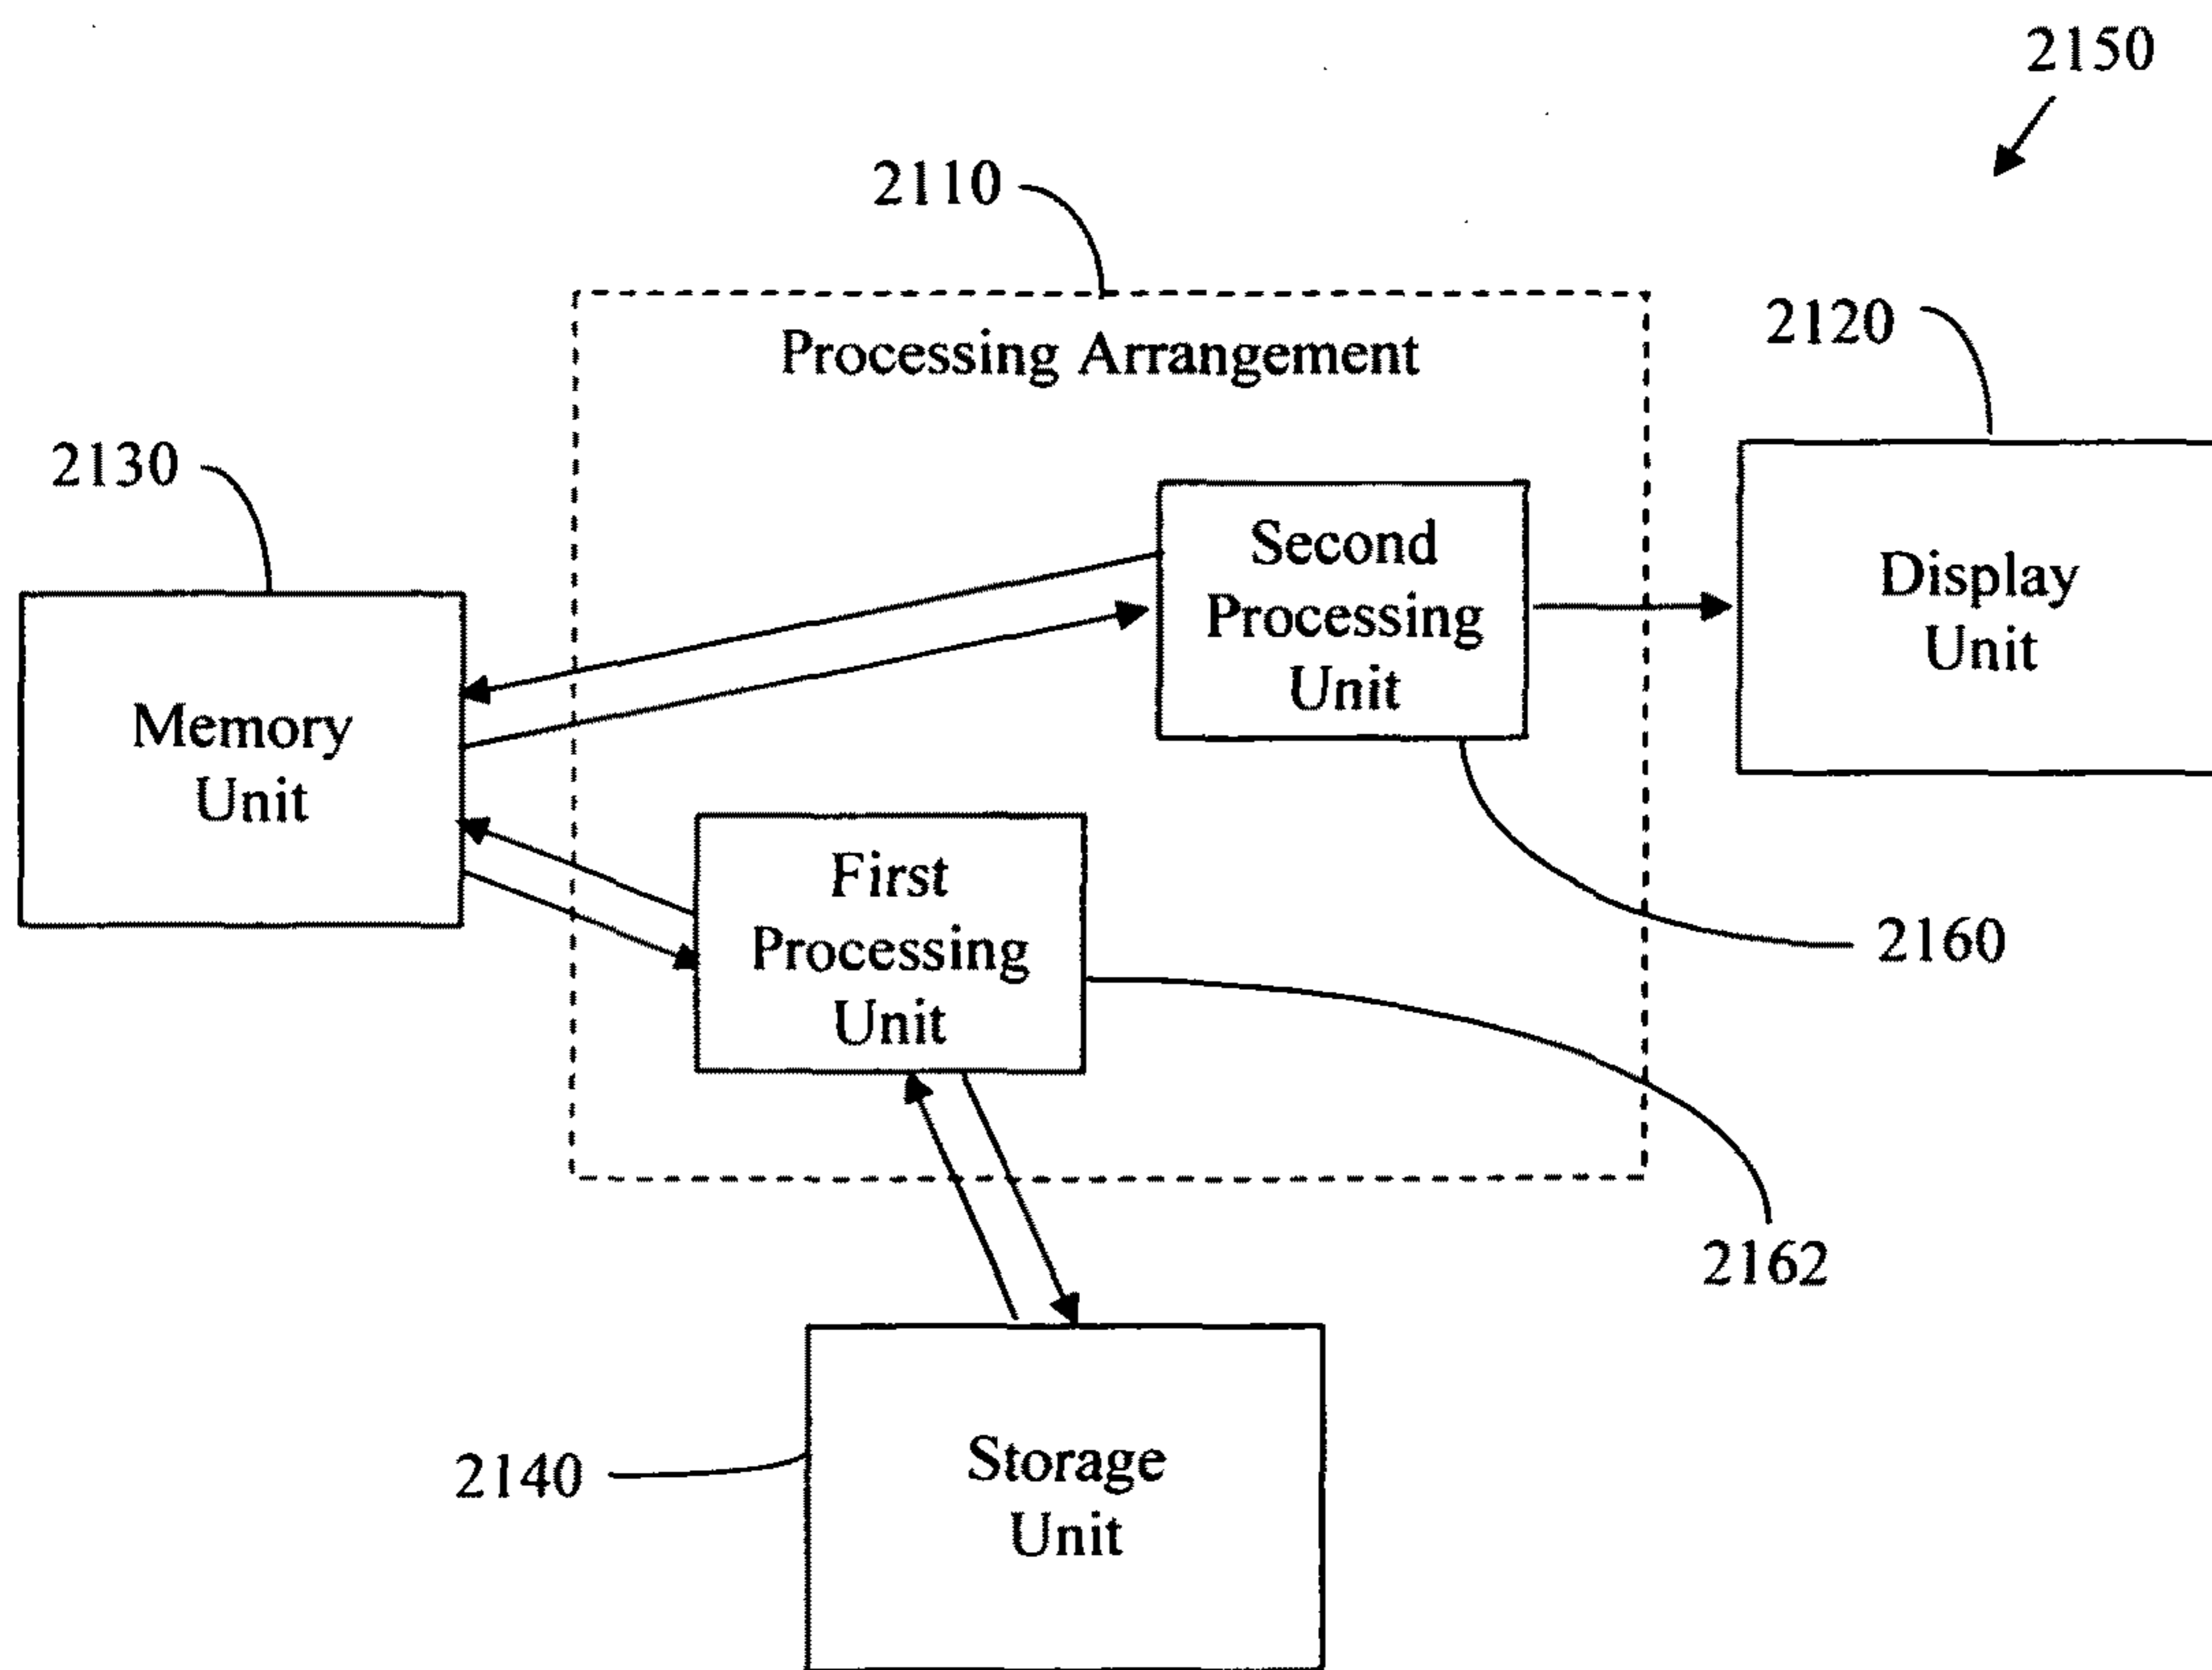 2150
2110
2120
Processing Arrangement
2130
Second
Processing
Unit
Display
Unit
Memory
Unit
First
Processing
Unit
2160
2162
2140
Storage
Unit